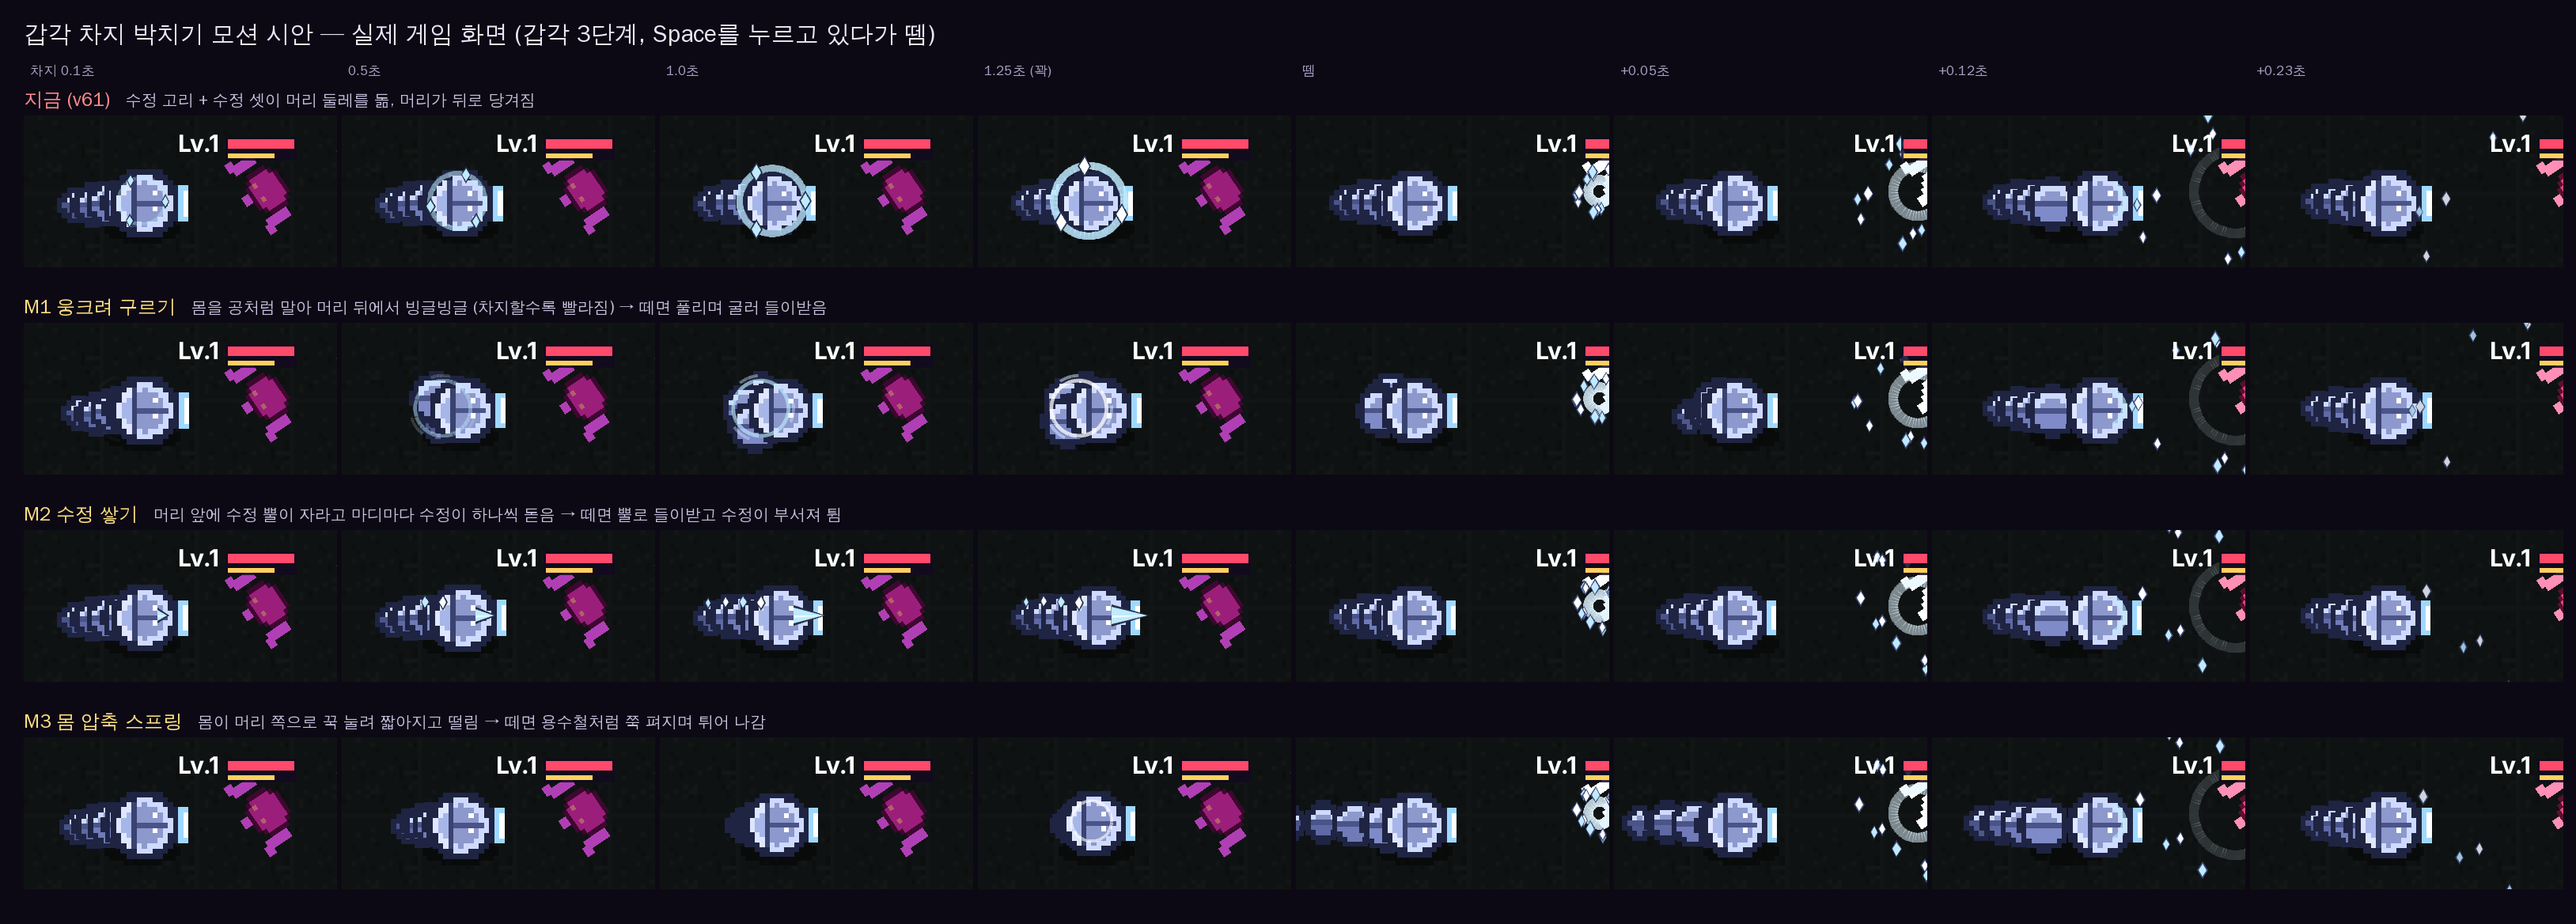 갑각 차지 박치기 모션 시안 — 실제 게임 화면 (갑각 3단계, Space를 누르고 있다가 뗌)
차지 0.1초 0.5초 1.0초 1.25초 (꽉) 뗌 +0.05초 +0.12초 +0.23초
지금 (v61) 수정 고리 + 수정 셋이 머리 둘레를 돎, 머리가 뒤로 당겨짐
Lv.1 Lv.1 Lv.1 Lv.1 Lv.1 Lv.1 Lv.1 Lv.1
M1 웅크려 구르기 몸을 공처럼 말아 머리 뒤에서 빙글빙글 (차지할수록 빨라짐) → 떼면 풀리며 굴러 들이받음
Lv.1 Lv.1 Lv.1 Lv.1 Lv.1 Lv.1 Lv.1 Lv.1
M2 수정 쌓기 머리 앞에 수정 뿔이 자라고 마디마다 수정이 하나씩 돋음 → 떼면 뿔로 들이받고 수정이 부서져 튐
Lv.1 Lv.1 Lv.1 Lv.1 Lv.1 Lv.1 Lv.1 Lv.1
M3 몸 압축 스프링 몸이 머리 쪽으로 꾹 눌려 짧아지고 떨림 → 떼면 용수철처럼 쭉 펴지며 튀어 나감
Lv.1 Lv.1 Lv.1 Lv.1 Lv.1 Lv.1 Lv.1 Lv.1